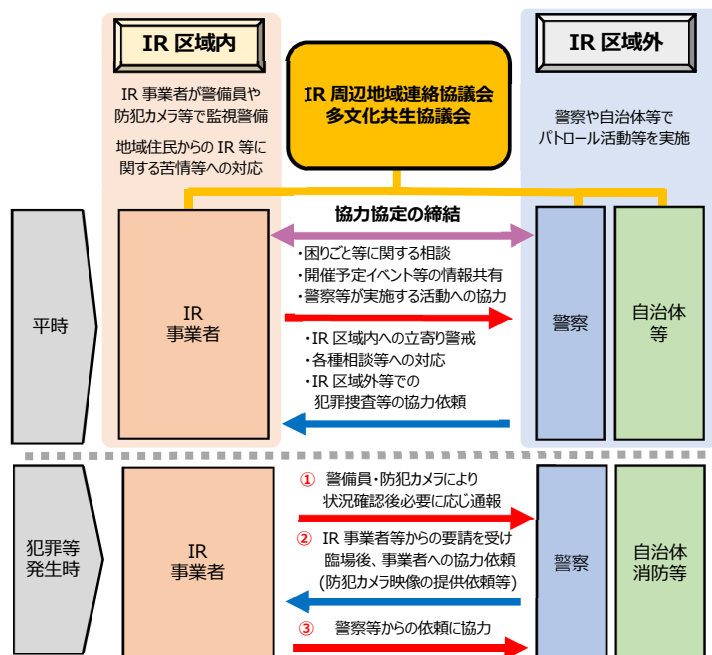 IR 区域内
IR 事業者が警備員や
防犯カメラ等で監視警備
地域住民からの IR 等に
関する苦情等への対応
IR 周辺地域連絡協議会
多文化共生協議会
IR 区域外
警察や自治体等で
パトロール活動等を実施
平時
IR
事業者
協力協定の締結
・困りごと等に関する相談
・開催予定イベント等の情報共有
・警察等が実施する活動への協力
・IR 区域内への立寄り警戒
・各種相談等への対応
・IR 区域外等での
犯罪捜査等の協力依頼
警察
自治体
等
犯罪等
発生時
IR
事業者
① 警備員・防犯カメラにより
状況確認後必要に応じ通報
② IR 事業者等からの要請を受け
臨場後、事業者への協力依頼
(防犯カメラ映像の提供依頼等)
③ 警察等からの依頼に協力
警察
自治体
消防等